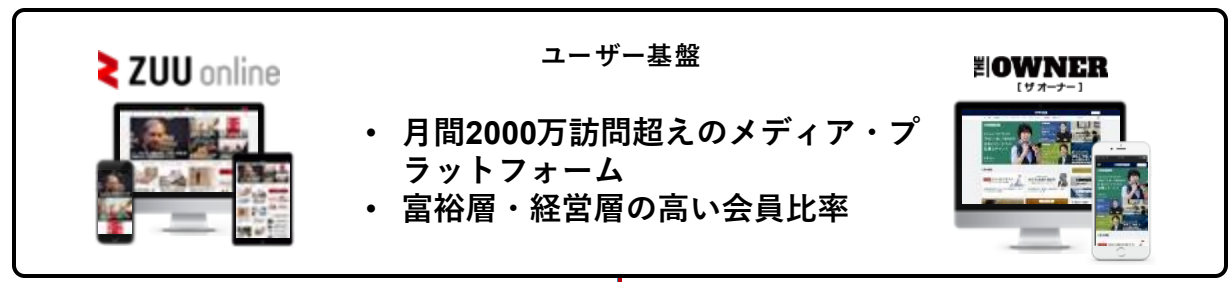 ZUU online
ユーザー基盤
THE OWNER
[ ザ オーナー ]
• 月間2000万訪問超えのメディア・プ
ラットフォーム
• 富裕層・経営層の高い会員比率